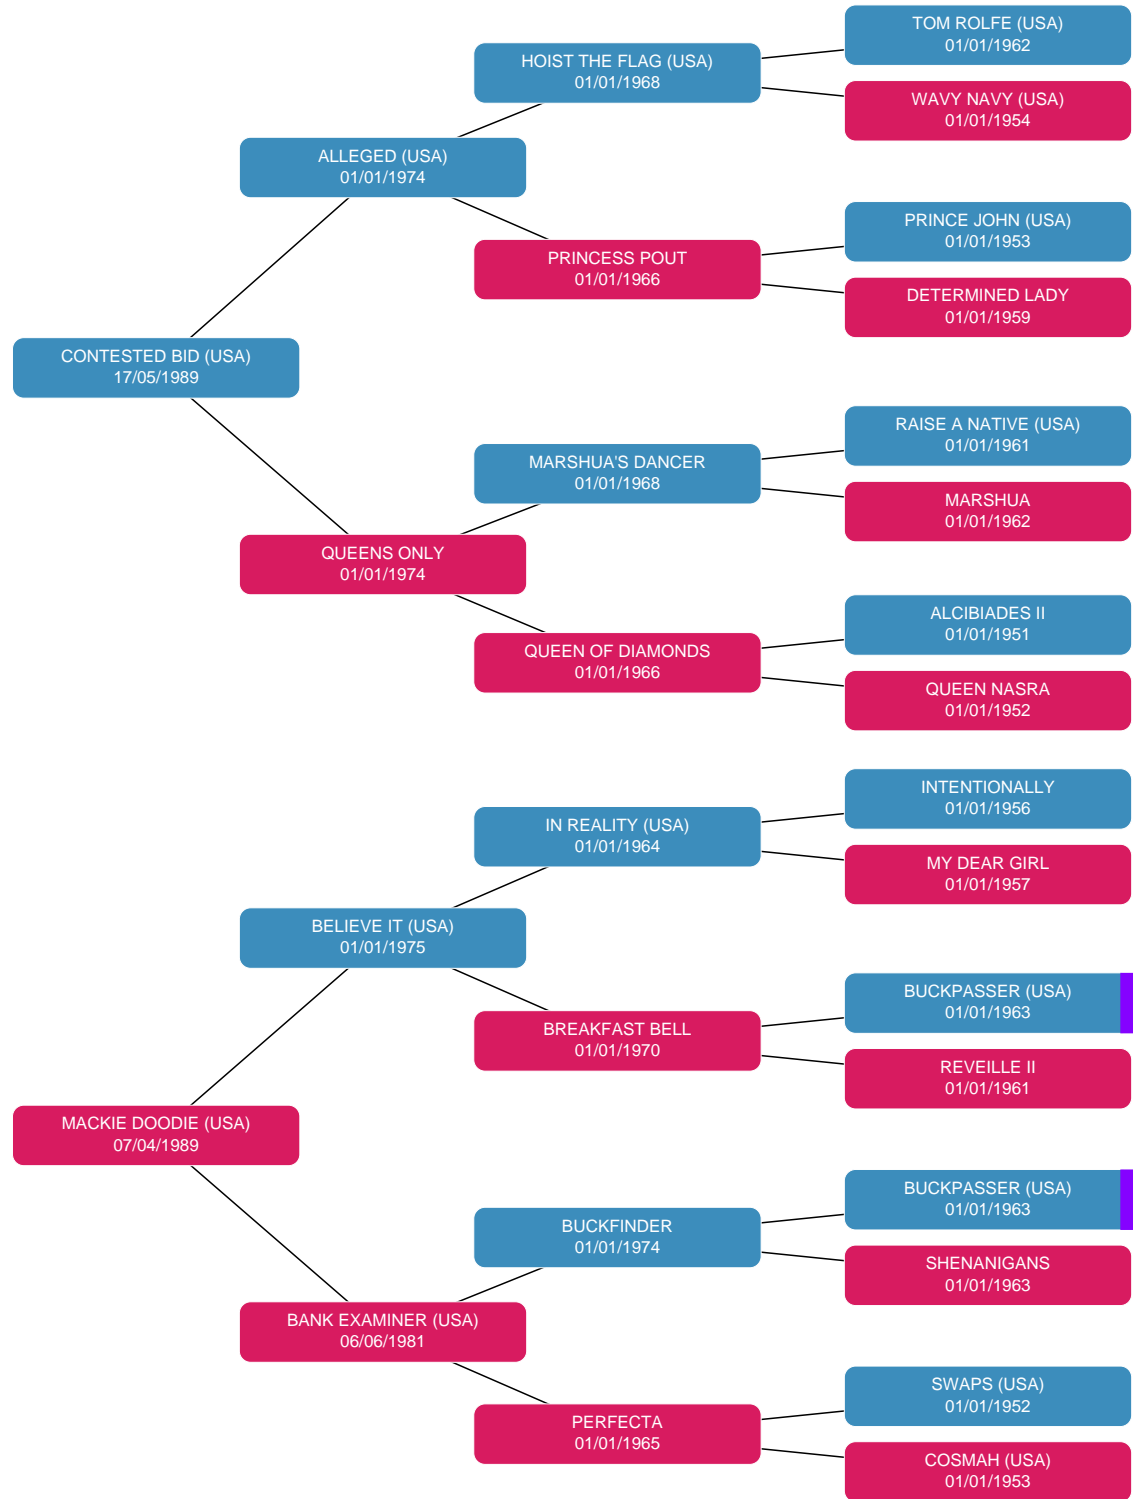 TOM ROLFE (USA)
01/01/1962
HOIST THE FLAG (USA)
01/01/1968
WAVY NAVY (USA)
01/01/1954
ALLEGED (USA)
01/01/1974
PRINCE JOHN (USA)
01/01/1953
PRINCESS POUT
01/01/1966
DETERMINED LADY
01/01/1959
CONTESTED BID (USA)
17/05/1989
RAISE A NATIVE (USA)
01/01/1961
MARSHUA'S DANCER
01/01/1968
MARSHUA
01/01/1962
QUEENS ONLY
01/01/1974
ALCIBIADES II
01/01/1951
QUEEN OF DIAMONDS
01/01/1966
QUEEN NASRA
01/01/1952
INTENTIONALLY
01/01/1956
IN REALITY (USA)
01/01/1964
MY DEAR GIRL
01/01/1957
BELIEVE IT (USA)
01/01/1975
BUCKPASSER (USA)
01/01/1963
BREAKFAST BELL
01/01/1970
REVEILLE II
01/01/1961
MACKIE DOODIE (USA)
07/04/1989
BUCKPASSER (USA)
01/01/1963
BUCKFINDER
01/01/1974
SHENANIGANS
01/01/1963
BANK EXAMINER (USA)
06/06/1981
SWAPS (USA)
01/01/1952
PERFECTA
01/01/1965
COSMAH (USA)
01/01/1953